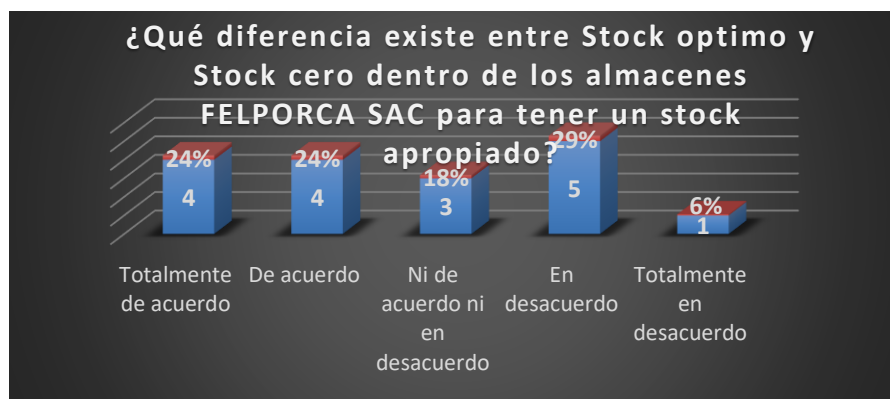 ¿Qué diferencia existe entre Stock optimo y
Stock cero dentro de los almacenes
FELPORCA SAC para tener un stock
apropiado?
24% 24% 18% 29% 6%
4 4 3 5 1
Totalmente de acuerdo
De acuerdo
Ni de acuerdo ni en desacuerdo
En desacuerdo
Totalmente en desacuerdo